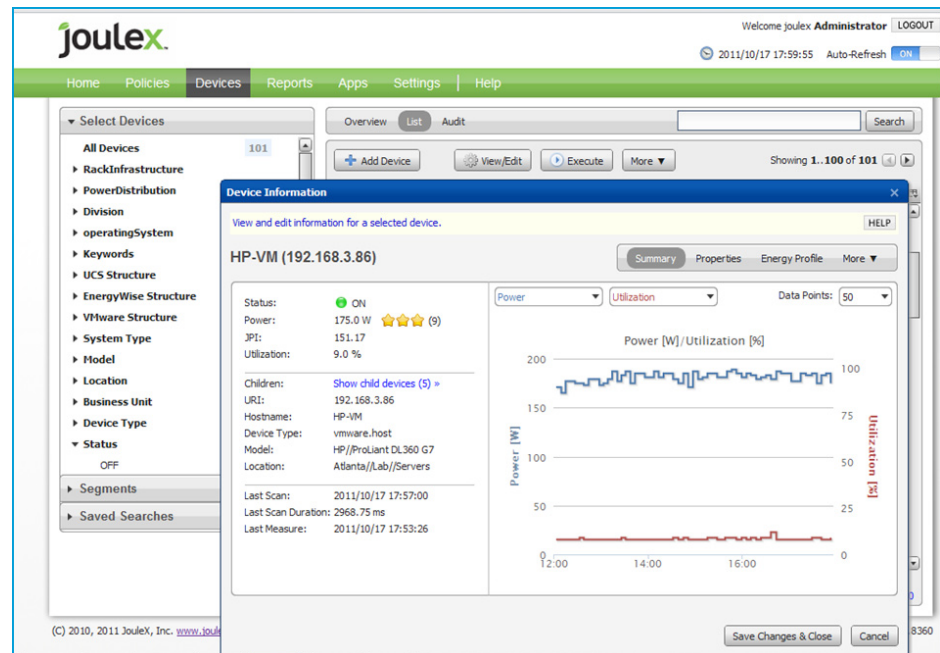 joulex.
Welcome joulex Administrator LOGOUT
2011/10/17 17:59:55 Auto-Refresh ON
Home Policies Devices Reports Apps Settings Help
Select Devices
All Devices 101
RackInfrastructure
PowerDistribution
Division
operatingSystem
Keywords
UCS Structure
EnergyWise Structure
VMware Structure
System Type
Model
Location
Business Unit
Device Type
Status
OFF
Segments
Saved Searches
Overview List Audit Search
Add Device View/Edit Execute More ▼ Showing 1..100 of 101
Device Information
View and edit information for a selected device. HELP
HP-VM (192.168.3.86)
Summary Properties Energy Profile More ▼
Status: ON
Power: 175.0 W (9)
JPI: 151.17
Utilization: 9.0 %
Children: Show child devices (5) »
URI: 192.168.3.86
Hostname: HP-VM
Device Type: vmware.host
Model: HP//ProLiant DL360 G7
Location: Atlanta//Lab//Servers
Last Scan: 2011/10/17 17:57:00
Last Scan Duration: 2968.75 ms
Last Measure: 2011/10/17 17:53:26
Power Utilization Data Points: 50
Power [W]/Utilization [%]
200
150
100
50
0
Power [W]
100
75
50
25
0
Utilization [%]
12:00 14:00 16:00
Save Changes & Close Cancel
(C) 2010, 2011 JouleX, Inc. www.joule
8360